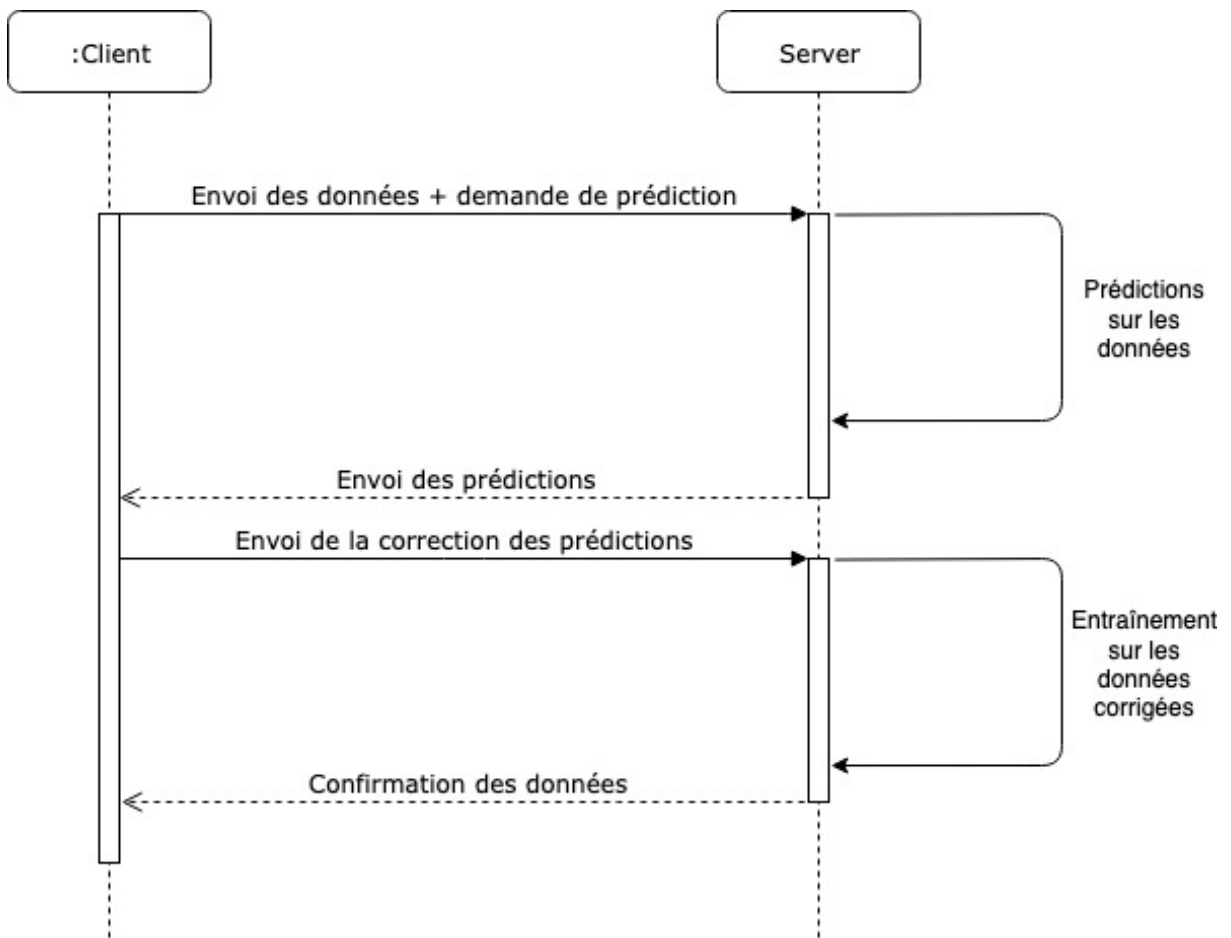 :Client
Server
Envoi des données + demande de prédiction
Prédictions
sur les
données
Envoi des prédictions
Envoi de la correction des prédictions
Entraînement
sur les
données
corrigées
Confirmation des données